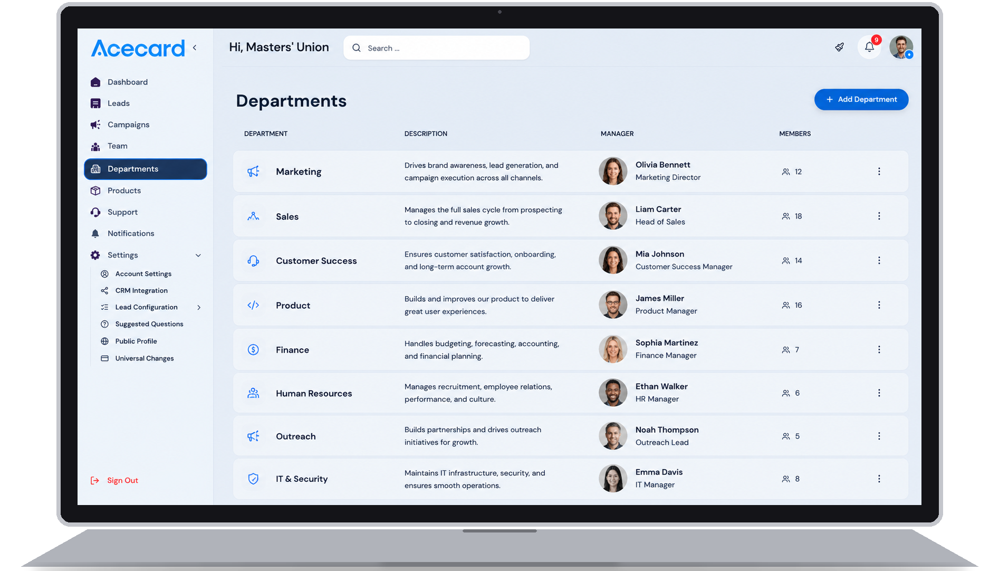 Acecard
Hi, Masters' Union
Search ...
9
Dashboard
Leads
Campaigns
Team
Departments
Products
Support
Notifications
Settings
Account Settings
CRM Integration
Lead Configuration
Suggested Questions
Public Profile
Universal Changes
Sign Out
Departments
+ Add Department
DEPARTMENT DESCRIPTION MANAGER MEMBERS
Marketing
Drives brand awareness, lead generation, and
campaign execution across all channels.
Olivia Bennett
Marketing Director
12
Sales
Manages the full sales cycle from prospecting
to closing and revenue growth.
Liam Carter
Head of Sales
18
Customer Success
Ensures customer satisfaction, onboarding,
and long-term account growth.
Mia Johnson
Customer Success Manager
14
Product
Builds and improves our product to deliver
great user experiences.
James Miller
Product Manager
16
Finance
Handles budgeting, forecasting, accounting,
and financial planning.
Sophia Martinez
Finance Manager
7
Human Resources
Manages recruitment, employee relations,
performance, and culture.
Ethan Walker
HR Manager
6
Outreach
Builds partnerships and drives outreach
initiatives for growth.
Noah Thompson
Outreach Lead
5
IT & Security
Maintains IT infrastructure, security, and
ensures smooth operations.
Emma Davis
IT Manager
8